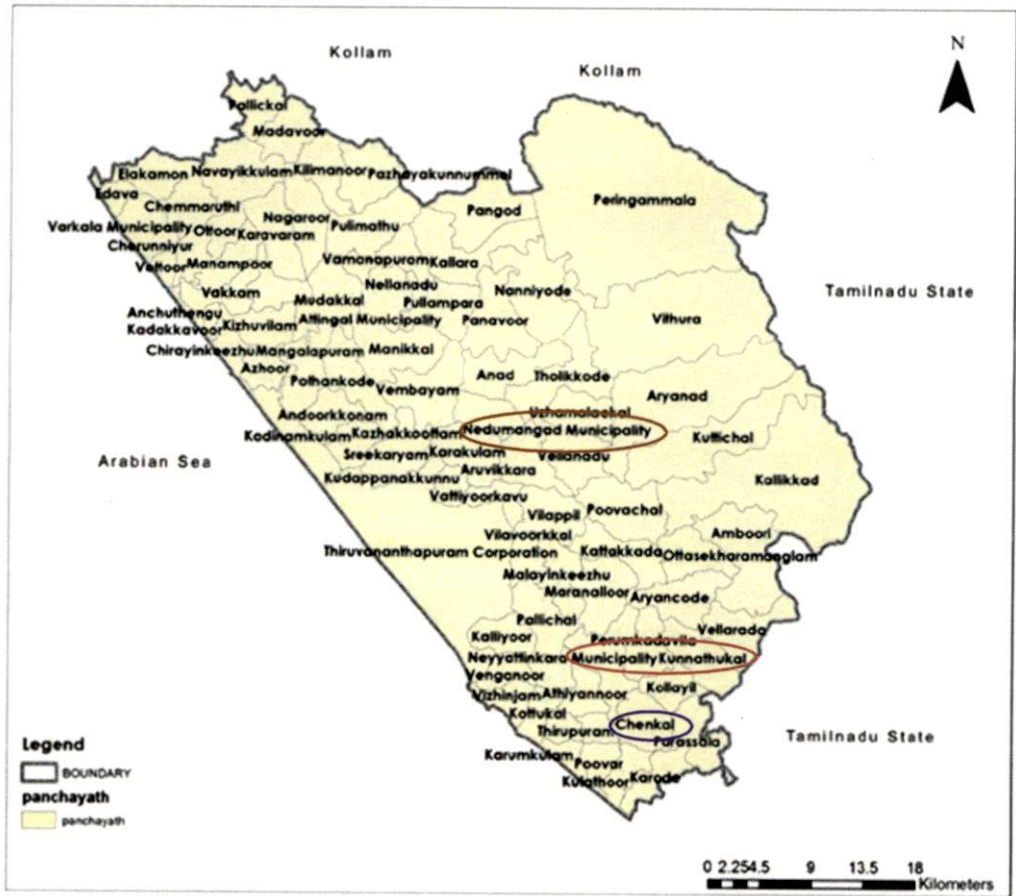 Kollam
Kollam
N
Pallickal
Madavoor
Elakamon Navayikkulam Kilimanoor Pazhayakunnummel
Edava
Peringammala
Chemmaruthi
Pangod
Nagaroor Pulimathu
Varkala Municipality Ottoor Karavaram
Cherunniyur
Vettoor Manampoor
Vamanapuram Kallara
Nellanadu
Nanniyode
Vakkam
Mudakkal
Pullampara
Tamilnadu State
Anchuthengu
Attingal Municipality
Panavoor
Vithura
Kadakkavoor Kizhuvilam
Chirayinkeezhu Mangalapuram Manikkal
Azhoor
Pothankode
Anad
Tholikkode
Vembayam
Aryanad
Andoorkkonam
Uzhamalackal
Kadinamkulam Kazhakkoottam Nedumangad Municipality
Kuttichal
Arabian Sea
Sreekaryam Karakulam
Vellanadu
Kudappanakkunnu Aruvikkara
Kallikkad
Vattiyoorkavu
Vilappil
Poovachal
Vilavoorkkal
Amboori
Thiruvananthapuram Corporation
Kattakkada Ottasekharamanglam
Malayinkeezhu
Maranalloor
Aryancode
Pallichal
Kalliyoor
Perumkadavila
Vellarada
Neyyattinkara Municipality Kunnathukal
Venganoor
Vizhinjam Athiyannoor
Kollayil
Kottukal
Thirupuram
Chenkal
Parassala
Tamilnadu State
Karumkulam
Poovar
Kulathoor
Karode
Legend
BOUNDARY
panchayath
panchayath
0 2.25 4.5 9 13.5 18
Kilometers